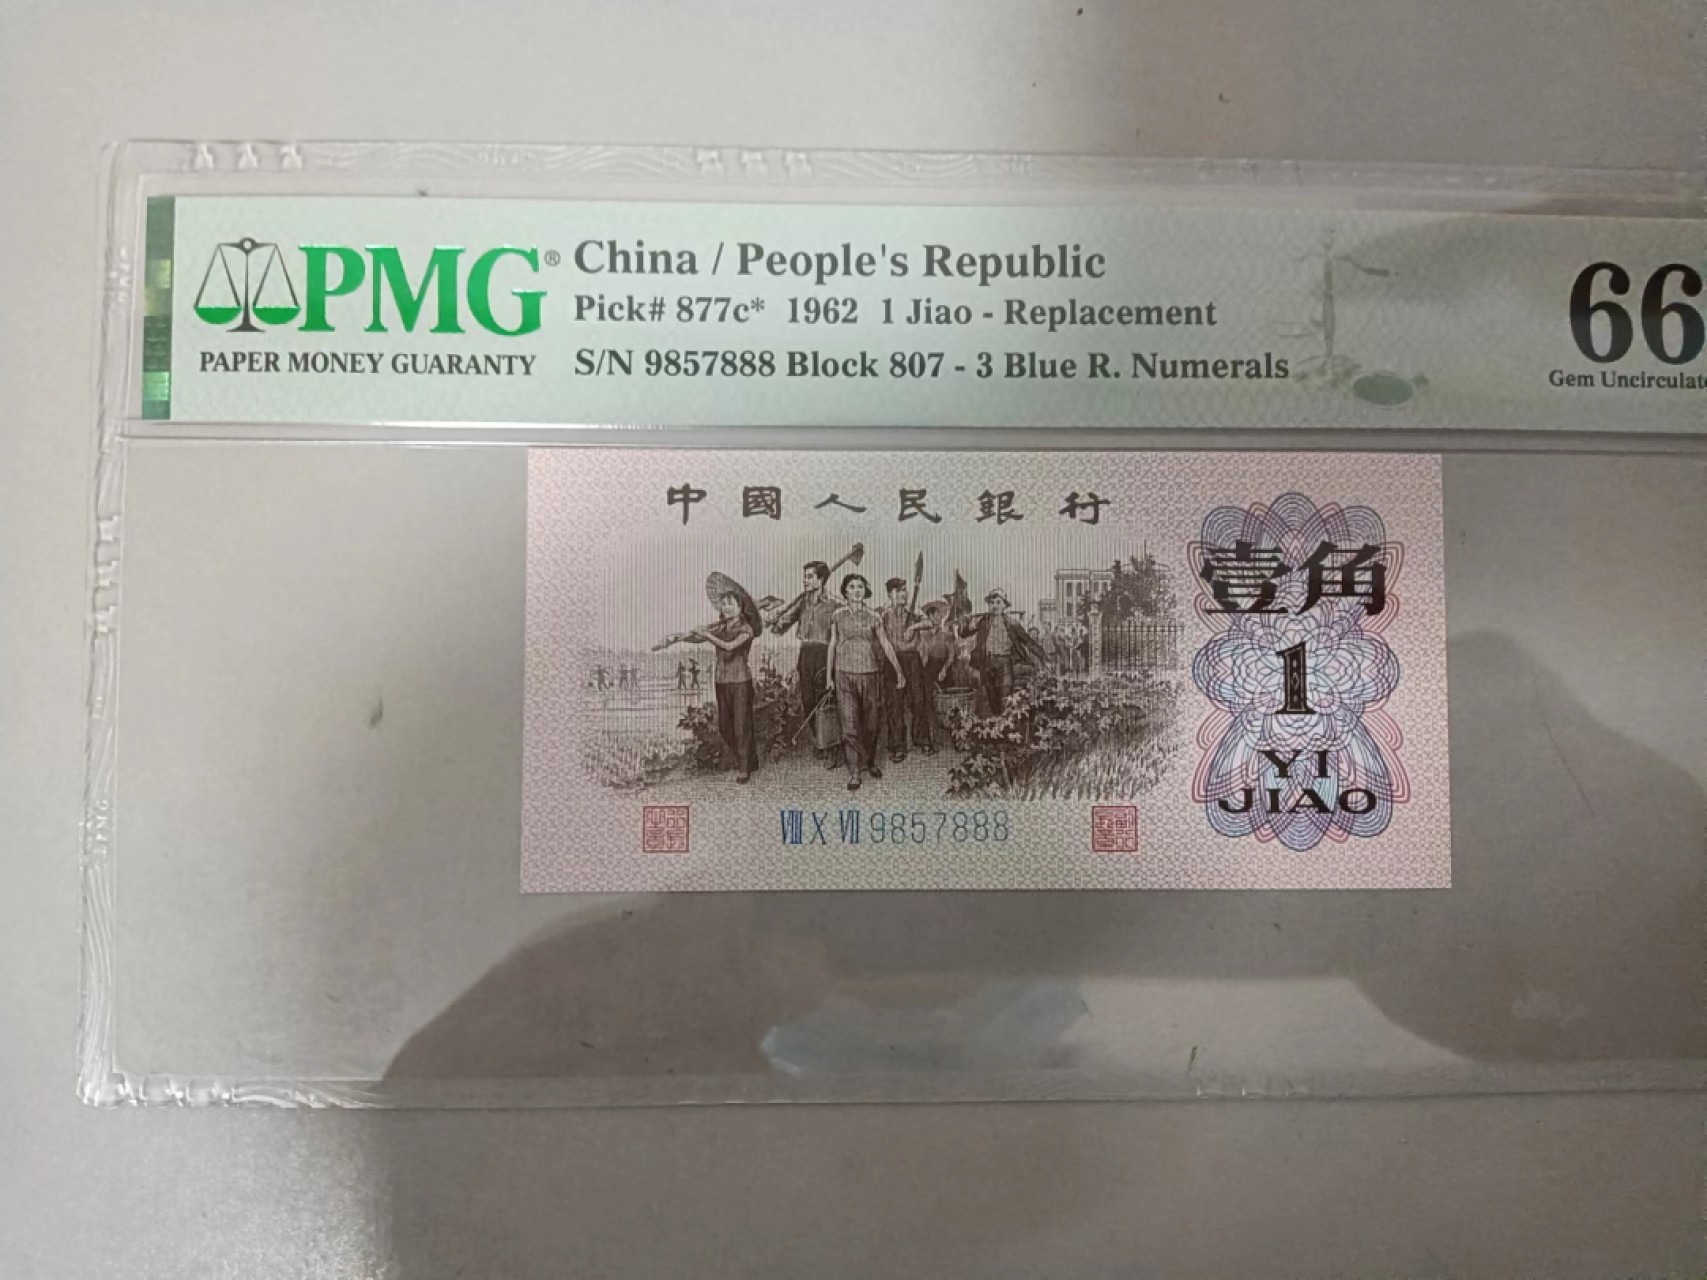 PMG®
PAPER MONEY GUARANTY
China / People's Republic
Pick# 877c* 1962 1 Jiao - Replacement
S/N 9857888 Block 807 - 3 Blue R. Numerals
66
Gem Uncirculate
中國人民銀行
壹角
1
YI
JIAO
VIII X VII 9857888